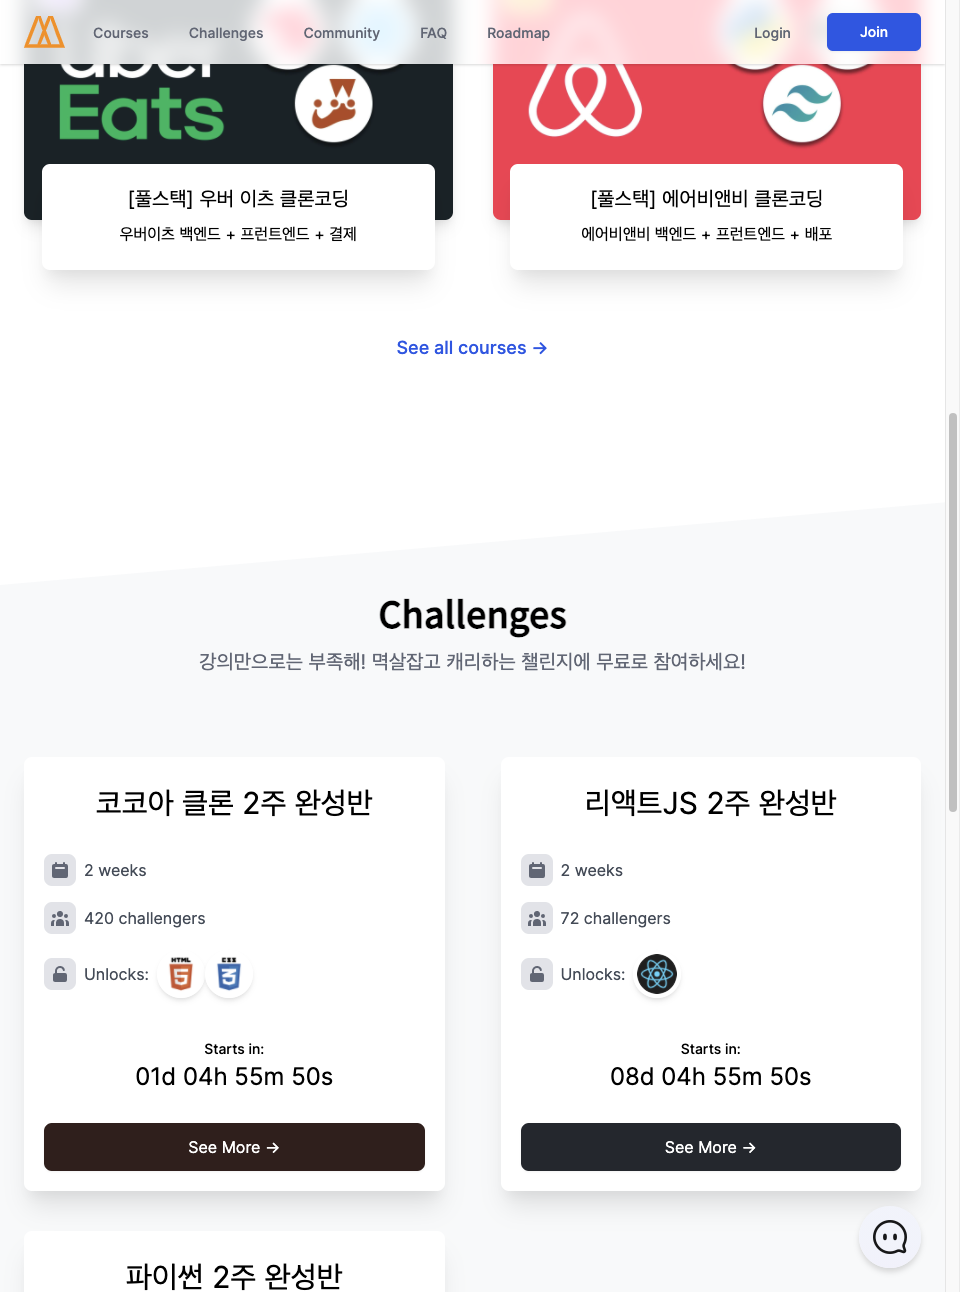 Courses
Challenges
Community
FAQ
Roadmap
Login
Join
Uber
Eats
[풀스택] 우버 이츠 클론코딩
우버이츠 백엔드 + 프런트엔드 + 결제
[풀스택] 에어비앤비 클론코딩
에어비앤비 백엔드 + 프런트엔드 + 배포
See all courses →
Challenges
강의만으로는 부족해! 멱살잡고 캐리하는 챌린지에 무료로 참여하세요!
코코아 클론 2주 완성반
2 weeks
420 challengers
Unlocks:
HTML
5
CSS
3
Starts in:
01d 04h 55m 50s
See More →
리액트JS 2주 완성반
2 weeks
72 challengers
Unlocks:
Starts in:
08d 04h 55m 50s
See More →
파이썬 2주 완성반